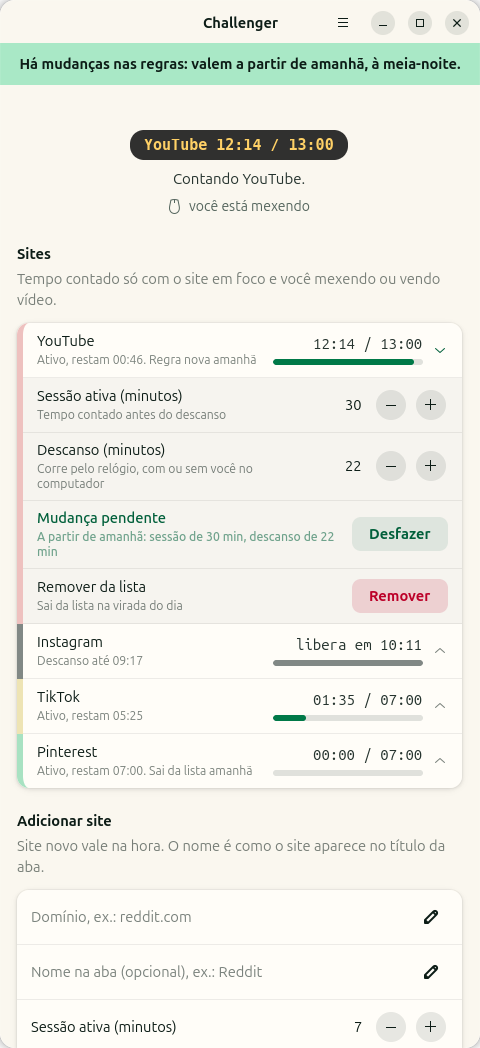 Challenger
Há mudanças nas regras: valem a partir de amanhã, à meia-noite.
YouTube 12:14 / 13:00
Contando YouTube.
você está mexendo
Sites
Tempo contado só com o site em foco e você mexendo ou vendo
vídeo.
YouTube
12:14 / 13:00
Ativo, restam 00:46. Regra nova amanhã
Sessão ativa (minutos)
Tempo contado antes do descanso
30
Descanso (minutos)
Corre pelo relógio, com ou sem você no
computador
22
Mudança pendente
A partir de amanhã: sessão de 30 min, descanso de 22
min
Desfazer
Remover da lista
Sai da lista na virada do dia
Remover
Instagram
libera em 10:11
Descanso até 09:17
TikTok
01:35 / 07:00
Ativo, restam 05:25
Pinterest
00:00 / 07:00
Ativo, restam 07:00. Sai da lista amanhã
Adicionar site
Site novo vale na hora. O nome é como o site aparece no título da
aba.
Domínio, ex.: reddit.com
Nome na aba (opcional), ex.: Reddit
Sessão ativa (minutos)
7